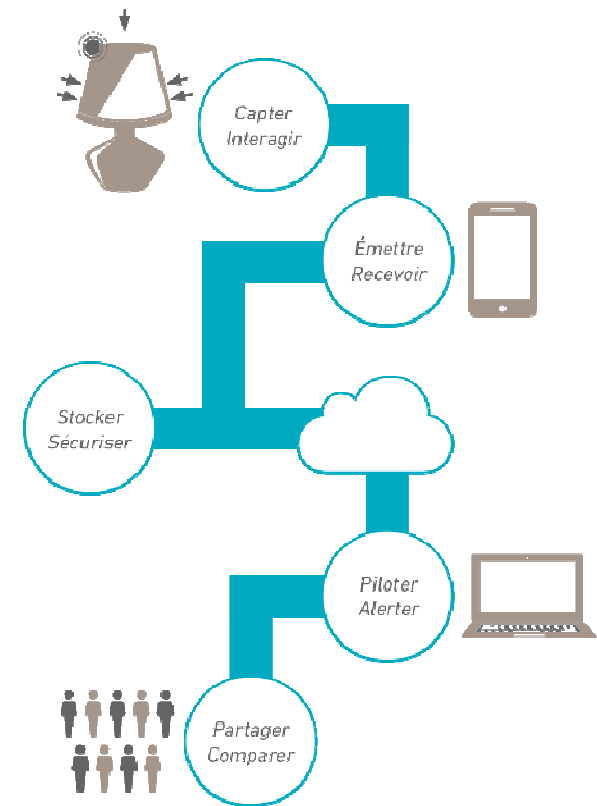 Capter
Interagir
Émettre
Recevoir
Stocker
Sécuriser
Piloter
Alerter
Partager
Comparer